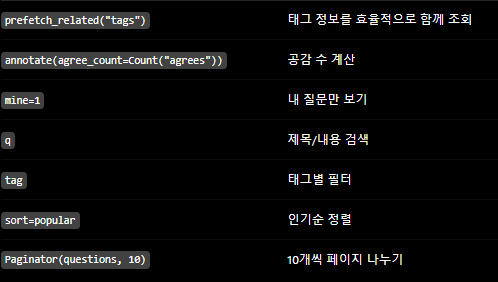 prefetch_related("tags") 태그 정보를 효율적으로 함께 조회
annotate(agree_count=Count("agrees")) 공감 수 계산
mine=1 내 질문만 보기
q 제목/내용 검색
tag 태그별 필터
sort=popular 인기순 정렬
Paginator(questions, 10) 10개씩 페이지 나누기